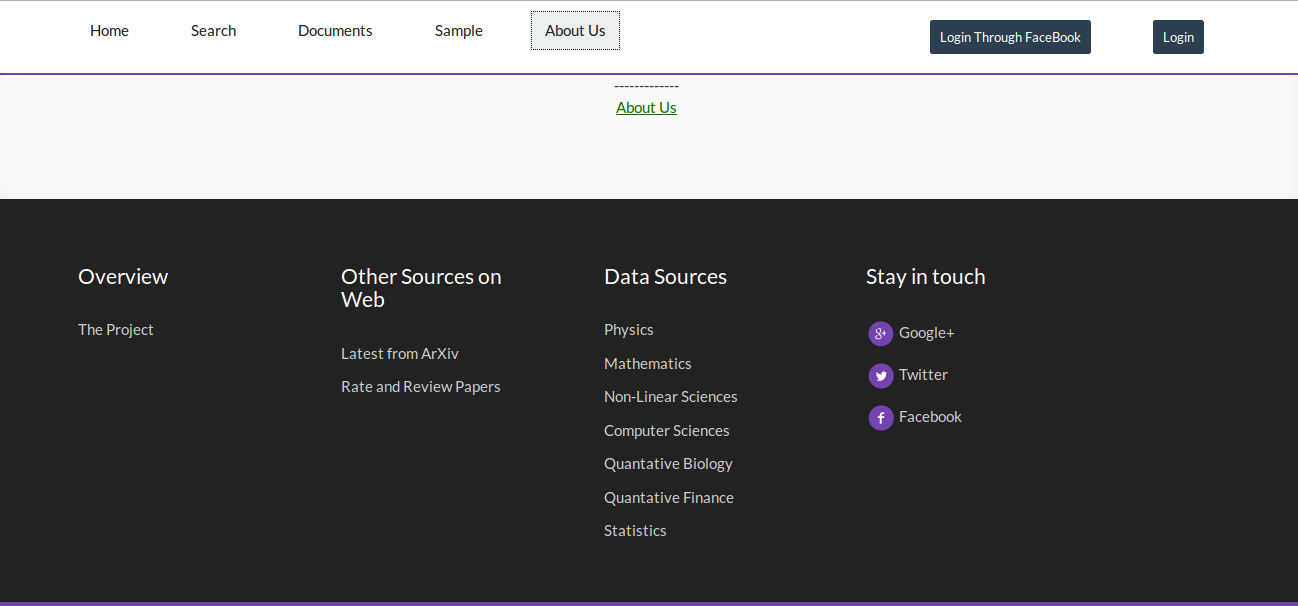 Home Search Documents Sample About Us Login Through FaceBook Login
-------------
About Us
Overview
The Project
Other Sources on
Web
Latest from ArXiv
Rate and Review Papers
Data Sources
Physics
Mathematics
Non-Linear Sciences
Computer Sciences
Quantative Biology
Quantative Finance
Statistics
Stay in touch
Google+
Twitter
Facebook